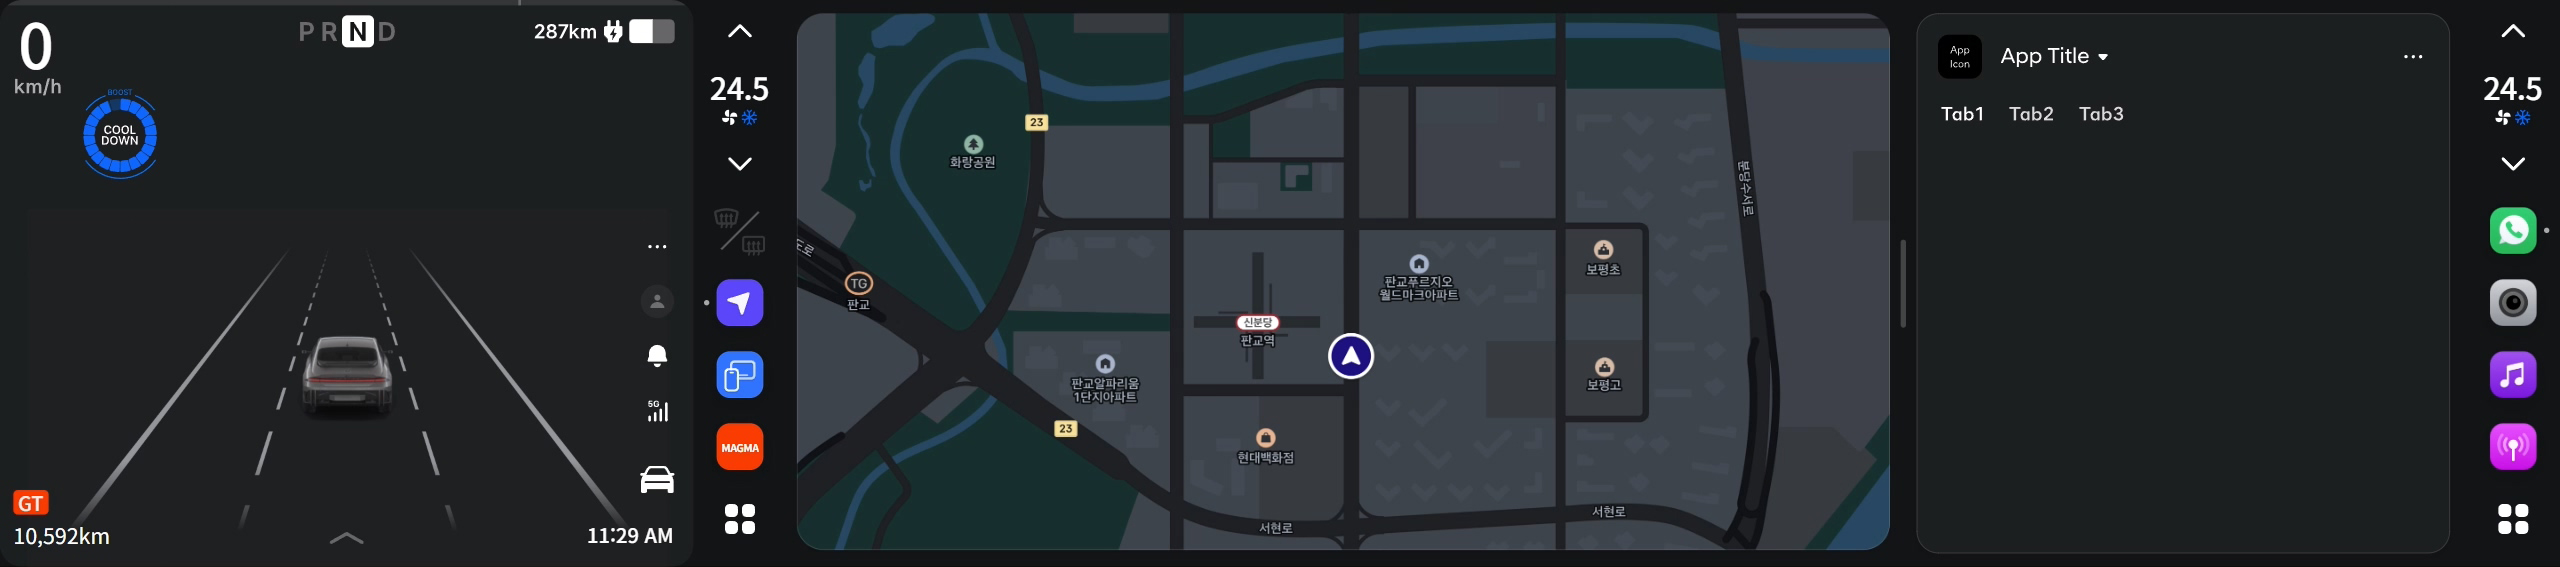 0
km/h
P R N D
287km
BOOST
COOL
DOWN
5G
GT
10,592km
11:29 AM
24.5
MAGMA
23
화랑공원
분당수서로
도로
TG
판교
보평초
판교푸르지오
월드마크아파트
신분당
판교역
판교알파리움
1단지아파트
보평고
23
현대백화점
서현로
서현로
App
Icon
App Title
Tab1 Tab2 Tab3
24.5